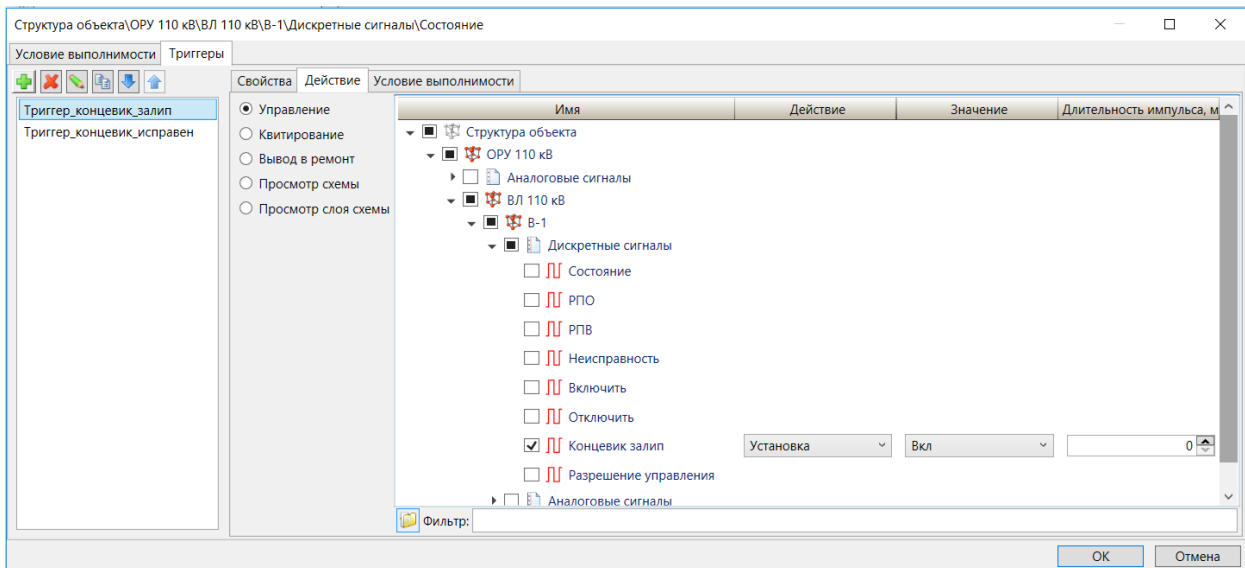 Структура объекта\ОРУ 110 кВ\ВЛ 110 кВ\В-1\Дискретные сигналы\Состояние
Условие выполнимости Триггеры
Свойства Действие Условие выполнимости
Триггер_концевик_залип
Триггер_концевик_исправен
Управление
Квитирование
Вывод в ремонт
Просмотр схемы
Просмотр слоя схемы
Имя Действие Значение Длительность импульса, м
Структура объекта
ОРУ 110 кВ
Аналоговые сигналы
ВЛ 110 кВ
В-1
Дискретные сигналы
Состояние
РПО
РПВ
Неисправность
Включить
Отключить
Концевик залип Установка Вкл 0
Разрешение управления
Аналоговые сигналы
Фильтр:
ОК Отмена